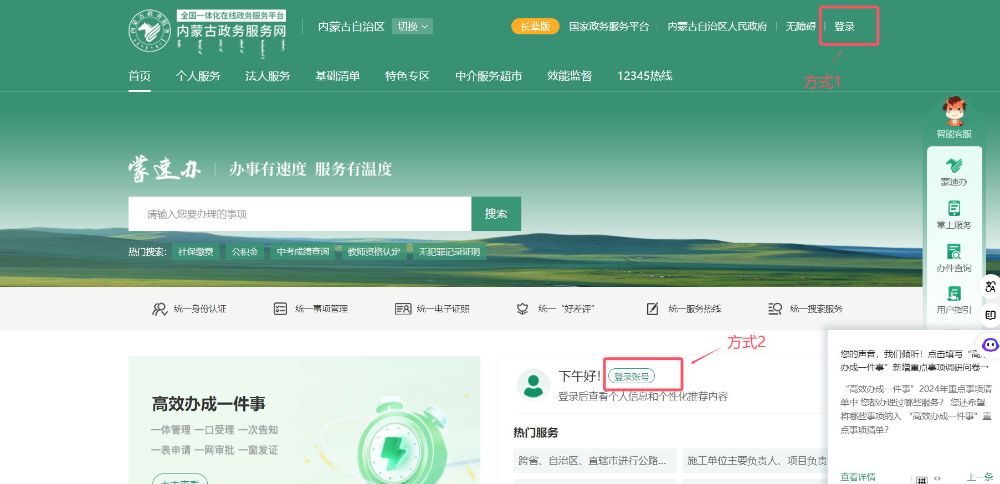 全国一体化在线政务服务平台
内蒙古政务服务网
内蒙古自治区 切换
长辈版 国家政务服务平台 内蒙古自治区人民政府 无障碍 登录
方式1
首页 个人服务 法人服务 基础清单 特色专区 中介服务超市 效能监督 12345热线
智能客服
蒙速办 办事有速度 服务有温度
请输入您要办理的事项 搜索
热门搜索： 社保缴费 公积金 中考成绩查询 教师资格认定 无犯罪记录证明
蒙速办
掌上服务
办件查询
用户指引
统一身份认证 统一事项管理 统一电子证照 统一“好差评” 统一服务热线 统一搜索服务
方式2
高效办成一件事
一体管理 一口受理 一次告知
一表申请 一网审批 一窗发证
点击查看
下午好！ 登录账号
登录后查看个人信息和个性化推荐内容
热门服务
跨省、自治区、直辖市进行公路...
施工单位主要负责人、项目负责
您的声音，我们倾听！点击填写“高
办成一件事”新增重点事项调研问卷→
“高效办成一件事”2024年重点事项清
单中 您都办理过哪些服务？ 您还希望
将哪些事项纳入 “高效办成一件事”重
点事项清单？
查看详情 拼 上一条